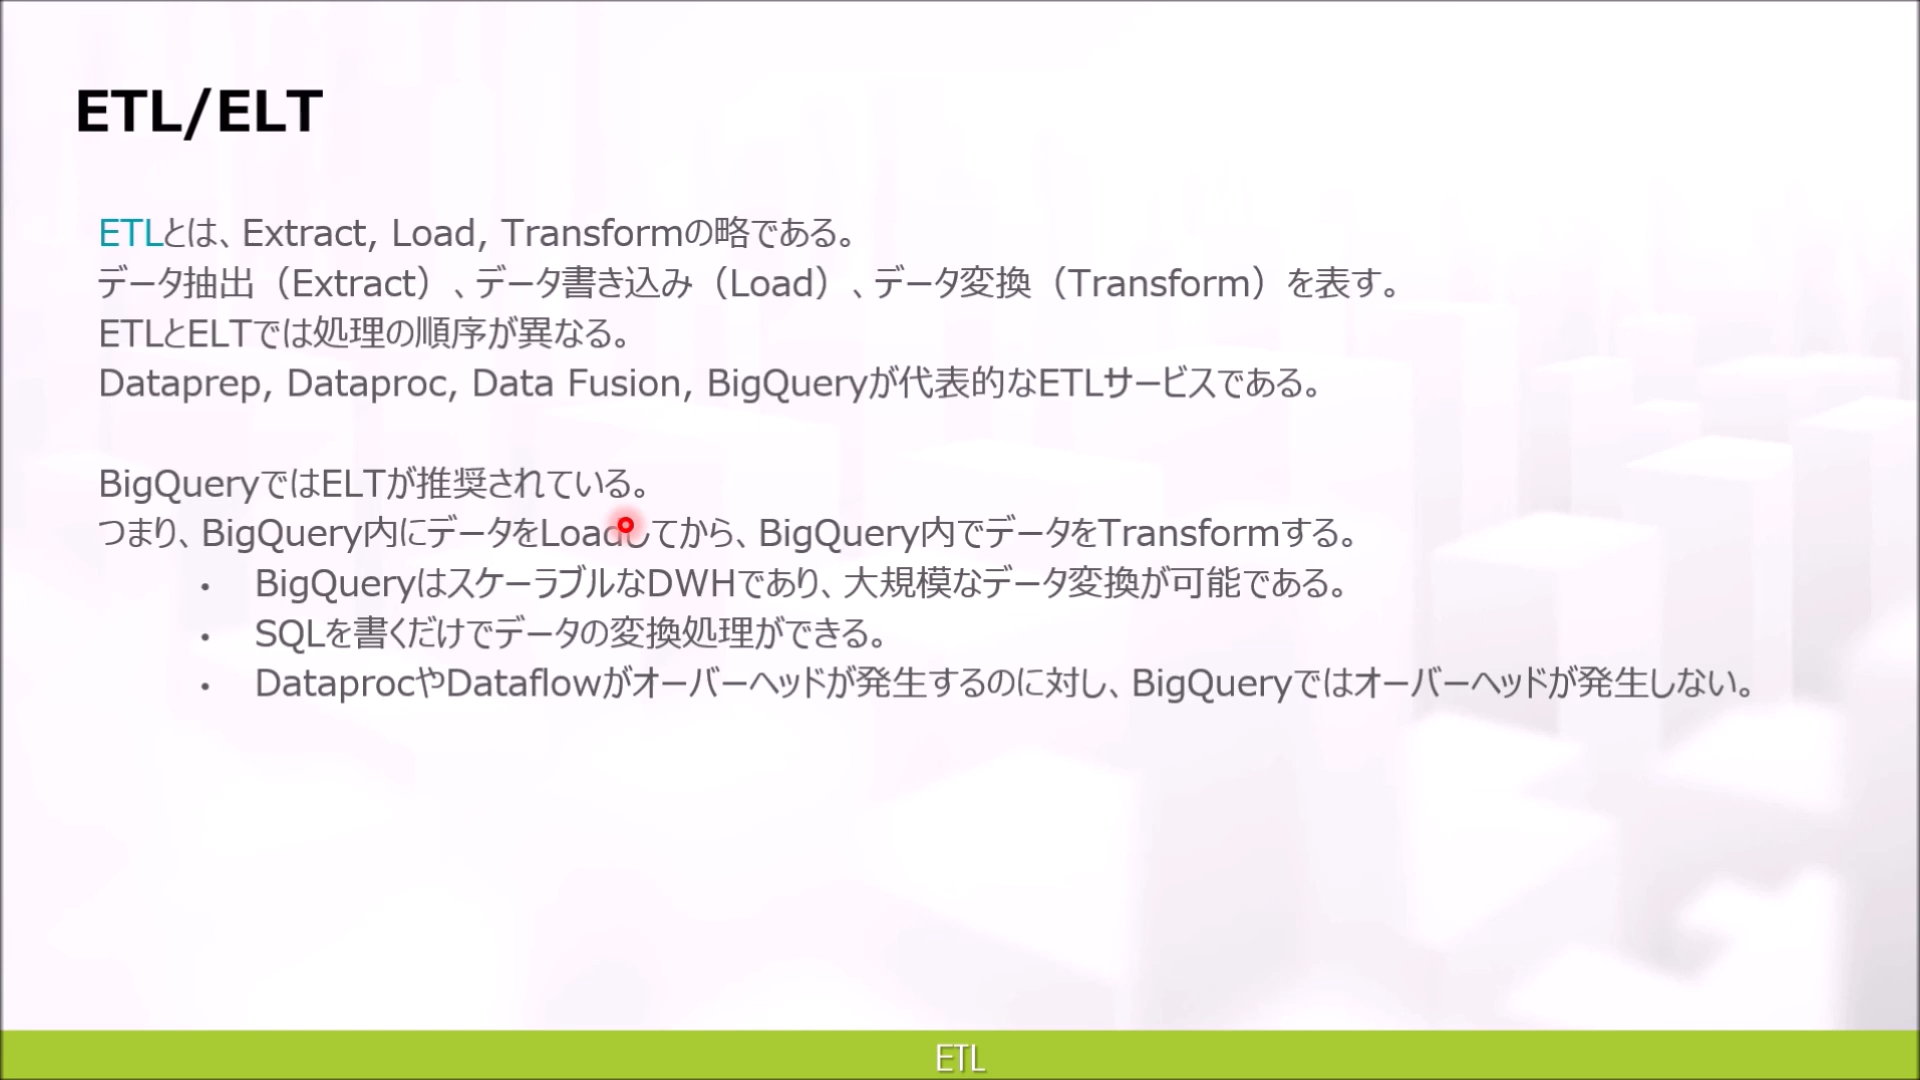 ETL/ELT
ETLとは、Extract, Load, Transformの略である。
データ抽出（Extract）、データ書き込み（Load）、データ変換（Transform）を表す。
ETLとELTでは処理の順序が異なる。
Dataprep, Dataproc, Data Fusion, BigQueryが代表的なETLサービスである。
BigQueryではELTが推奨されている。
つまり、BigQuery内にデータをLoadしてから、BigQuery内でデータをTransformする。
• BigQueryはスケーラブルなDWHであり、大規模なデータ変換が可能である。
• SQLを書くだけでデータの変換処理ができる。
• DataprocやDataflowがオーバーヘッドが発生するのに対し、BigQueryではオーバーヘッドが発生しない。
ETL